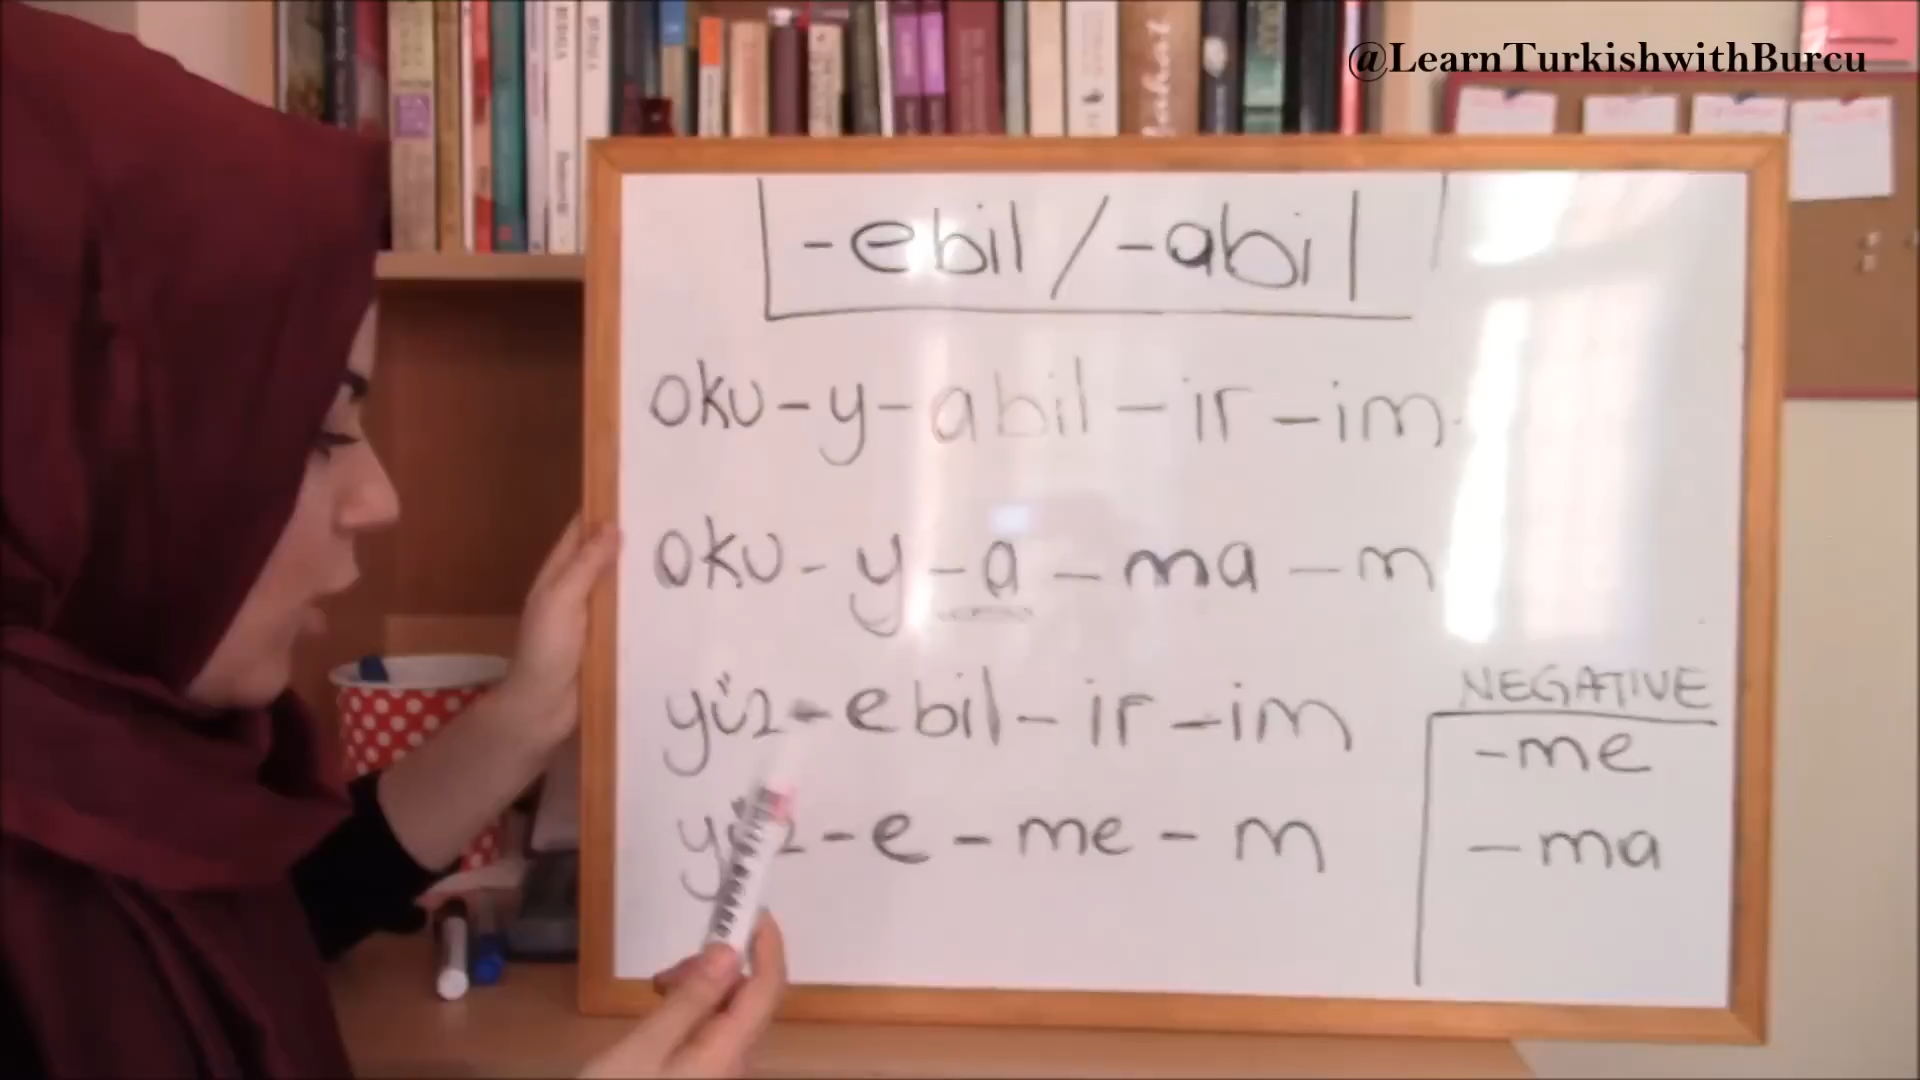 @LearnTurkishwithBurcu
-ebil / -abil
oku - y - abil - ir - im
oku - y - a - ma - m
yüz - ebil - ir - im
yüz - e - me - m
NEGATIVE
-me
-ma